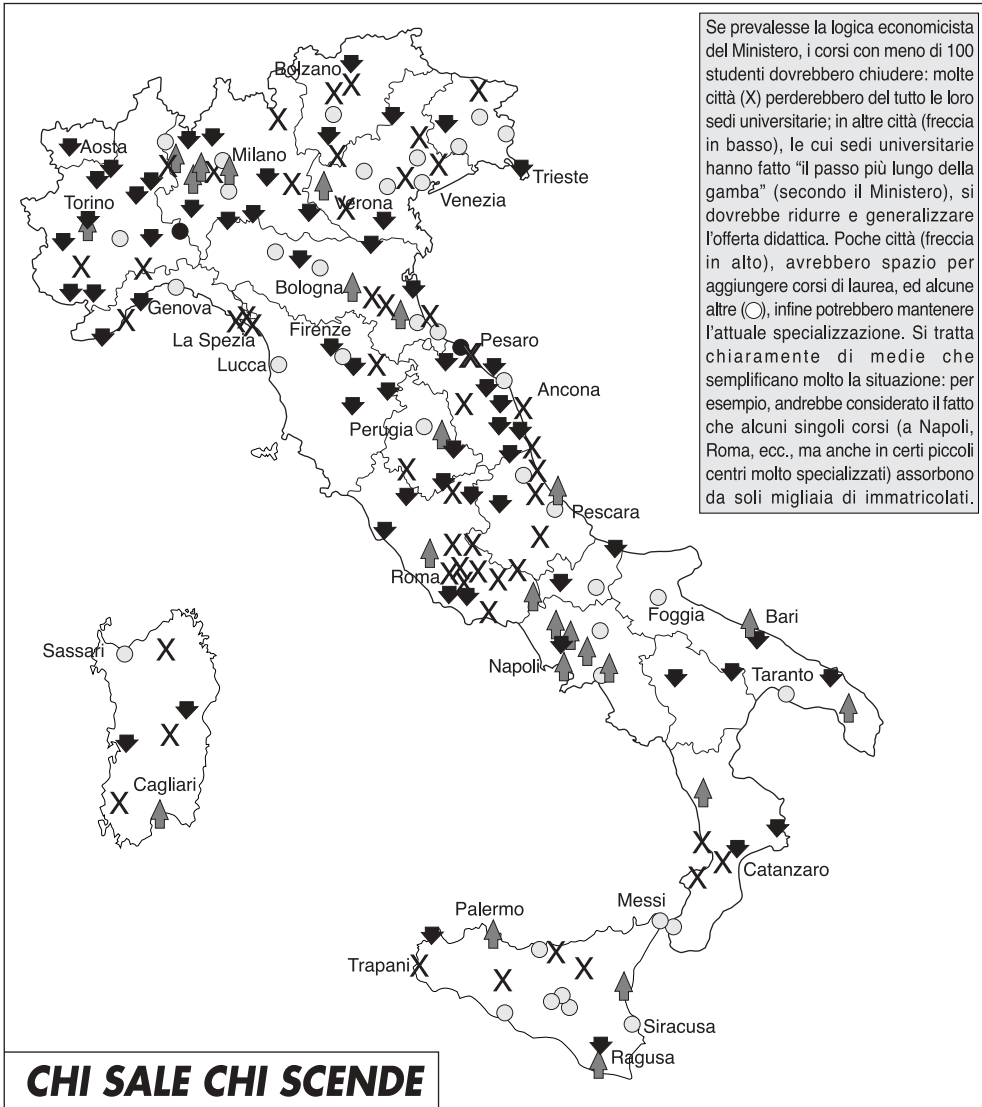 Se prevalesse la logica economicista
del Ministero, i corsi con meno di 100
studenti dovrebbero chiudere: molte
città (X) perderebbero del tutto le loro
sedi universitarie; in altre città (freccia
in basso), le cui sedi universitarie
hanno fatto “il passo più lungo della
gamba” (secondo il Ministero), si
dovrebbe ridurre e generalizzare
l'offerta didattica. Poche città (freccia
in alto), avrebbero spazio per
aggiungere corsi di laurea, ed alcune
altre (○), infine potrebbero mantenere
l'attuale specializzazione. Si tratta
chiaramente di medie che
semplificano molto la situazione: per
esempio, andrebbe considerato il fatto
che alcuni singoli corsi (a Napoli,
Roma, ecc., ma anche in certi piccoli
centri molto specializzati) assorbono
da soli migliaia di immatricolati.
Bolzano
Aosta
Milano
Trieste
Torino
Verona
Venezia
Bologna
Genova
La Spezia
Firenze
Pesaro
Lucca
Ancona
Perugia
Pescara
Roma
Foggia
Bari
Sassari
Napoli
Taranto
Cagliari
Catanzaro
Messi
Palermo
Trapani
Siracusa
Ragusa
CHI SALE CHI SCENDE